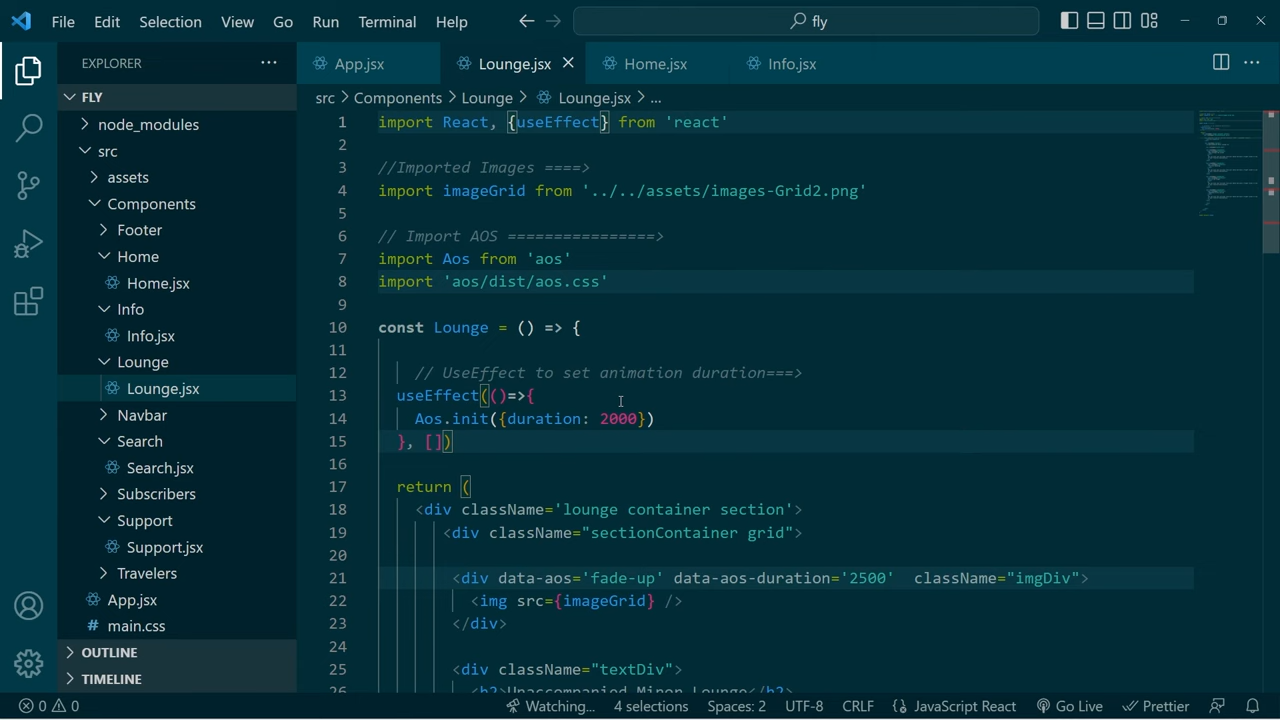 File Edit Selection View Go Run Terminal Help fly
EXPLORER
FLY
node_modules
src
assets
Components
Footer
Home
Home.jsx
Info
Info.jsx
Lounge
Lounge.jsx
Navbar
Search
Search.jsx
Subscribers
Support
Support.jsx
Travelers
App.jsx
# main.css
OUTLINE
TIMELINE
App.jsx Lounge.jsx Home.jsx Info.jsx
src > Components > Lounge > Lounge.jsx > ...
1 import React, {useEffect} from 'react'
2
3 //Imported Images ====>
4 import imageGrid from '../../assets/images-Grid2.png'
5
6 // Import AOS ================>
7 import Aos from 'aos'
8 import 'aos/dist/aos.css'
9
10 const Lounge = () => {
11
12 // UseEffect to set animation duration===>
13 useEffect(()=>{
14 Aos.init({duration: 2000})
15 }, [])
16
17 return (
18 <div className='lounge container section'>
19 <div className="sectionContainer grid">
20
21 <div data-aos='fade-up' data-aos-duration='2500' className="imgDiv">
22 <img src={imageGrid} />
23 </div>
24
25 <div className="textDiv">
26 <h2>Unaccompanied Minor Lounge</h2>
0 0 Watching... 4 selections Spaces: 2 UTF-8 CRLF JavaScript React Go Live Prettier